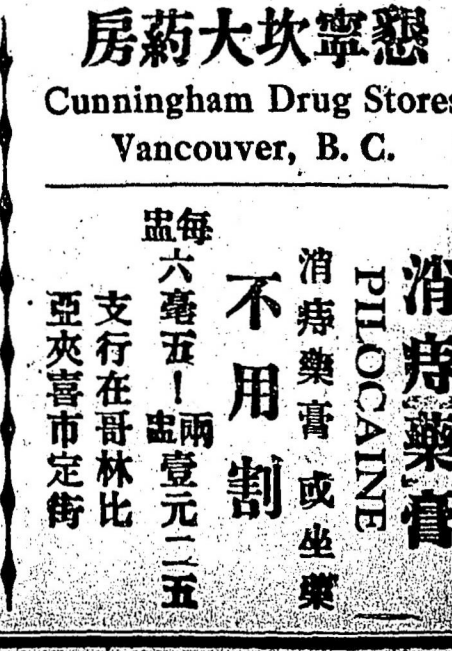 懇寧坎大葯房
Cunningham Drug Stores
Vancouver, B. C.
消痔藥膏
PILOCAINE
消痔藥膏或坐藥
不用割
每盅六毫五！兩盅壹元二五
支行在哥林比
亞夾喜市定街